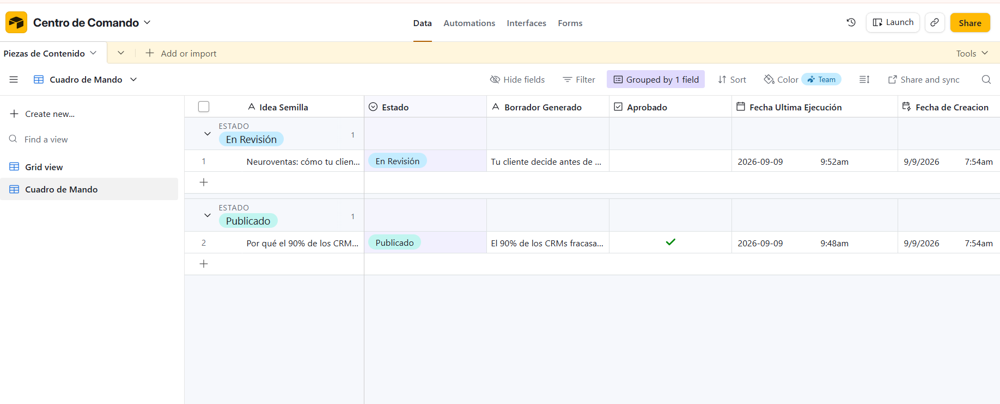 Centro de Comando
Data Automations Interfaces Forms
Launch
Share
Piezas de Contenido
Add or import
Tools
Cuadro de Mando
Hide fields Filter Grouped by 1 field Sort Color Team Share and sync
Create new...
Find a view
Grid view
Cuadro de Mando
Idea Semilla Estado Borrador Generado Aprobado Fecha Ultima Ejecución Fecha de Creacion
ESTADO
En Revisión 1
1 Neuroventas: cómo tu clien... En Revisión Tu cliente decide antes de ... 2026-09-09 9:52am 9/9/2026 7:54am
ESTADO
Publicado 1
2 Por qué el 90% de los CRM... Publicado El 90% de los CRMs fracasa... 2026-09-09 9:48am 9/9/2026 7:54am